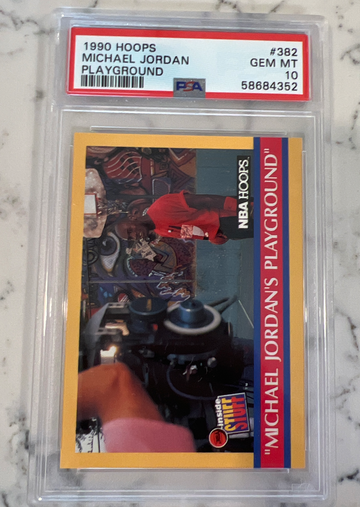 1990 HOOPS #382
MICHAEL JORDAN GEM MT
PLAYGROUND PSA 10
58684352
NBA HOOPS
inside
STUFF
"MICHAEL JORDAN'S PLAYGROUND"